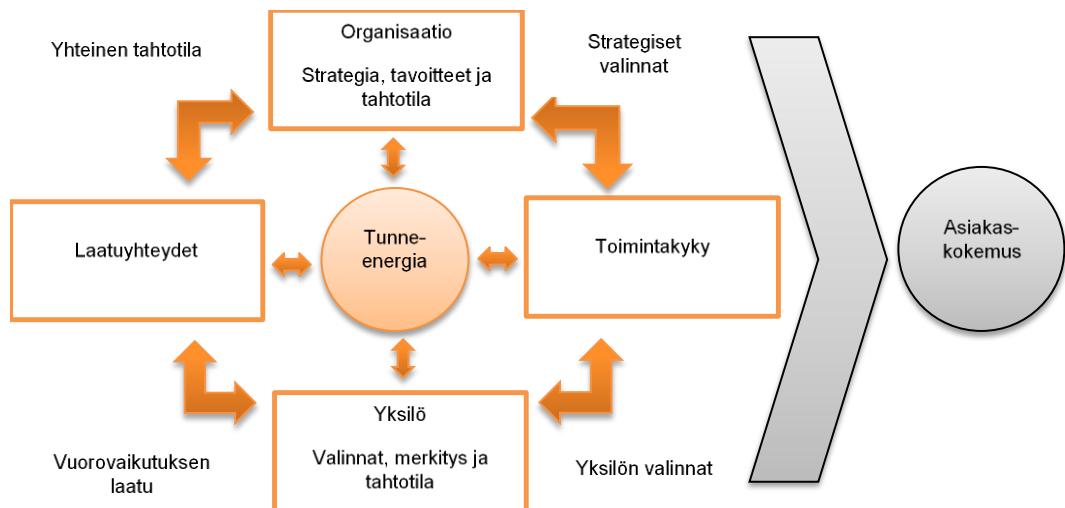 Yhteinen tahtotila
Organisaatio
Strategia, tavoitteet ja
tahtotila
Strategiset
valinnat
Laatuyhteydet
Tunne-
energia
Toimintakyky
Asiakas-
kokemus
Vuorovaikutuksen
laatu
Yksilö
Valinnat, merkitys ja
tahtotila
Yksilön valinnat